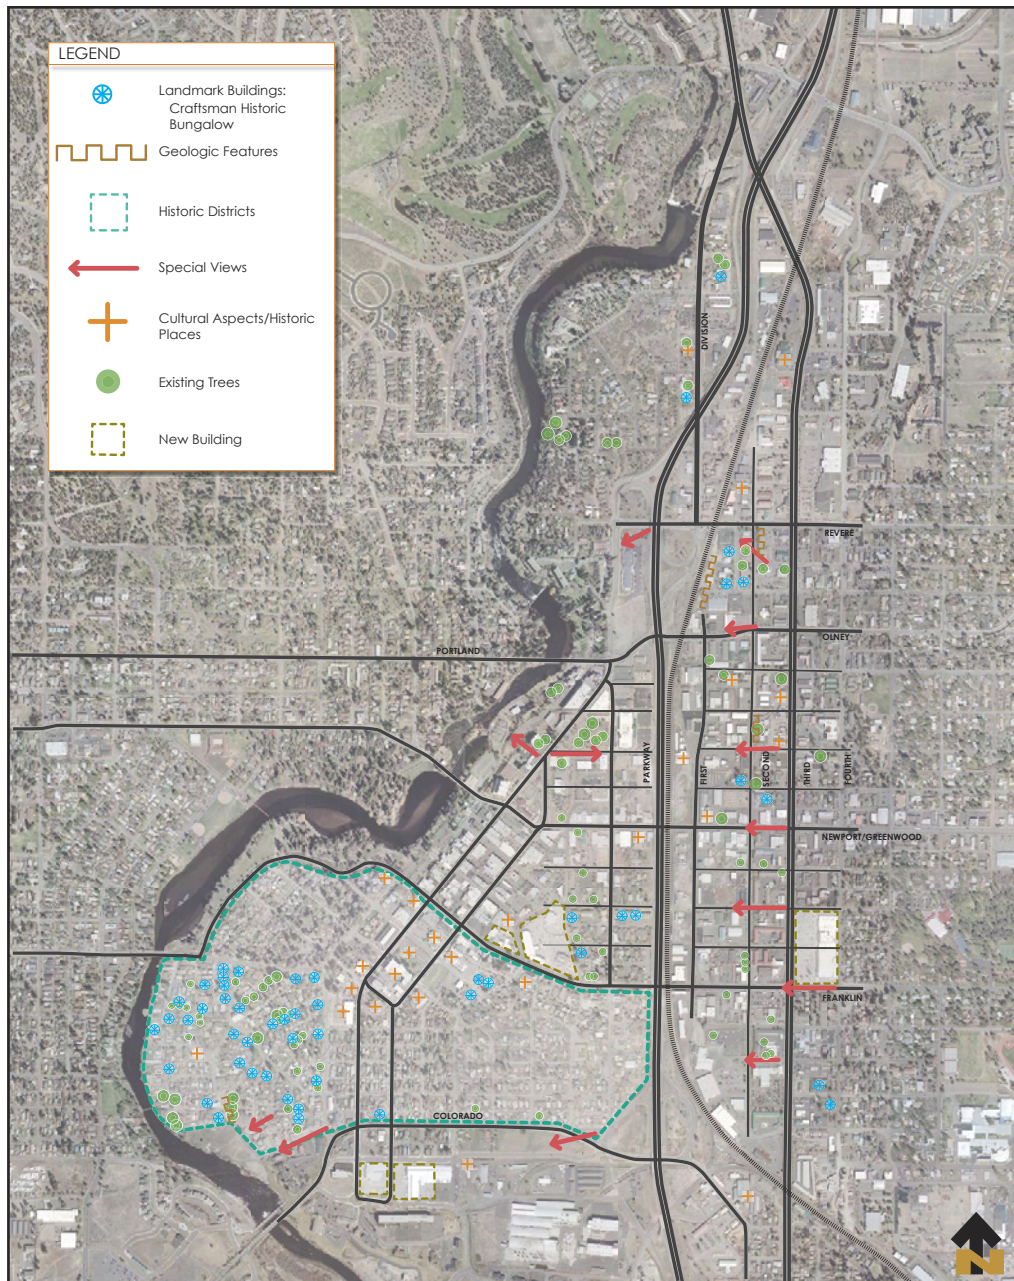 LEGEND
Landmark Buildings:
Craftsman Historic
Bungalow
Geologic Features
Historic Districts
Special Views
Cultural Aspects/Historic
Places
Existing Trees
New Building
DIVISION
REVERE
OLNEY
PORTLAND
PARKWAY
FIRST
SECOND
THIRD
FOURTH
NEWPORT/GREENWOOD
FRANKLIN
COLORADO
N